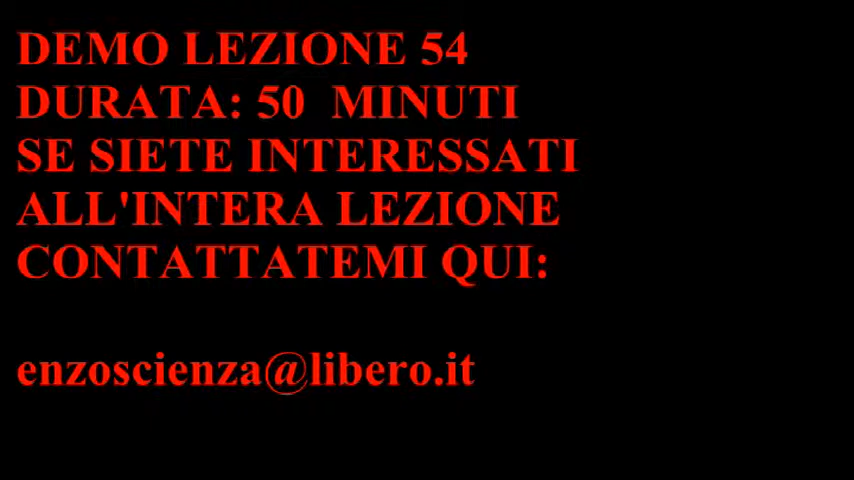 DEMO LEZIONE 54
DURATA: 50  MINUTI
SE SIETE INTERESSATI
ALL'INTERA LEZIONE
CONTATTATEMI QUI:
enzoscienza@libero.it